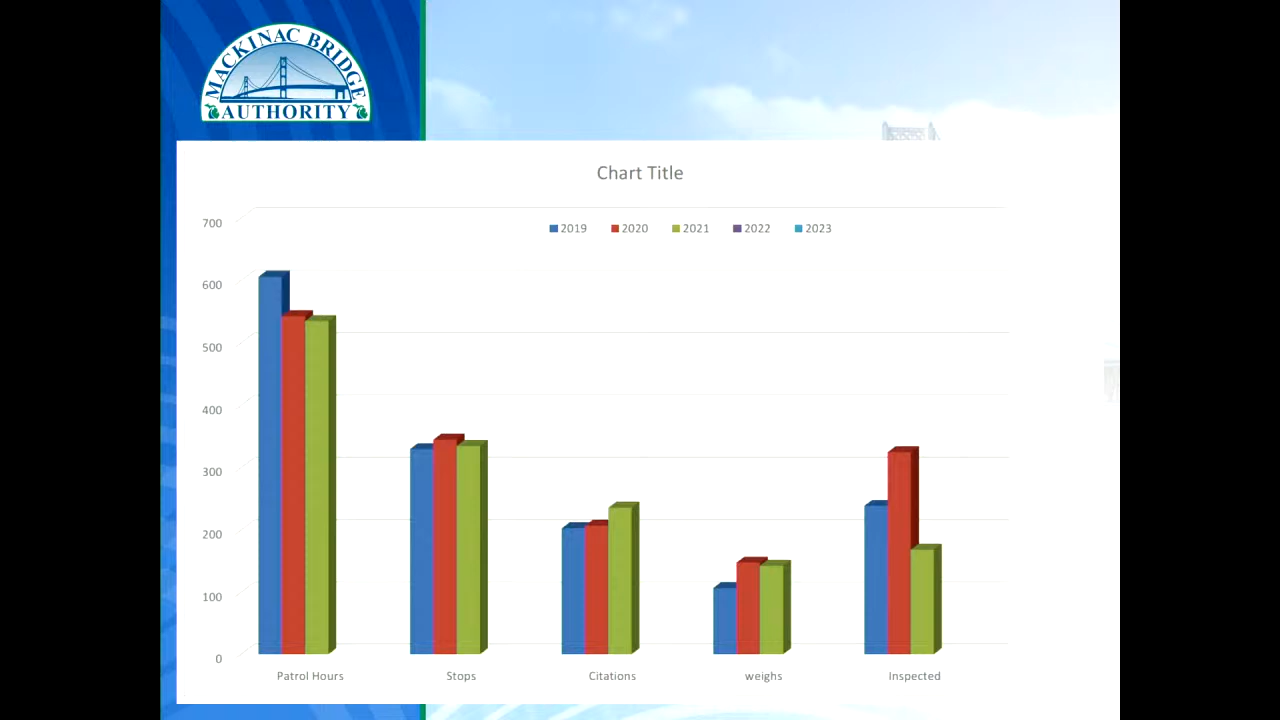 MACKINAC BRIDGE
AUTHORITY
Chart Title
2019 2020 2021 2022 2023
700
600
500
400
300
200
100
0
Patrol Hours Stops Citations weighs Inspected